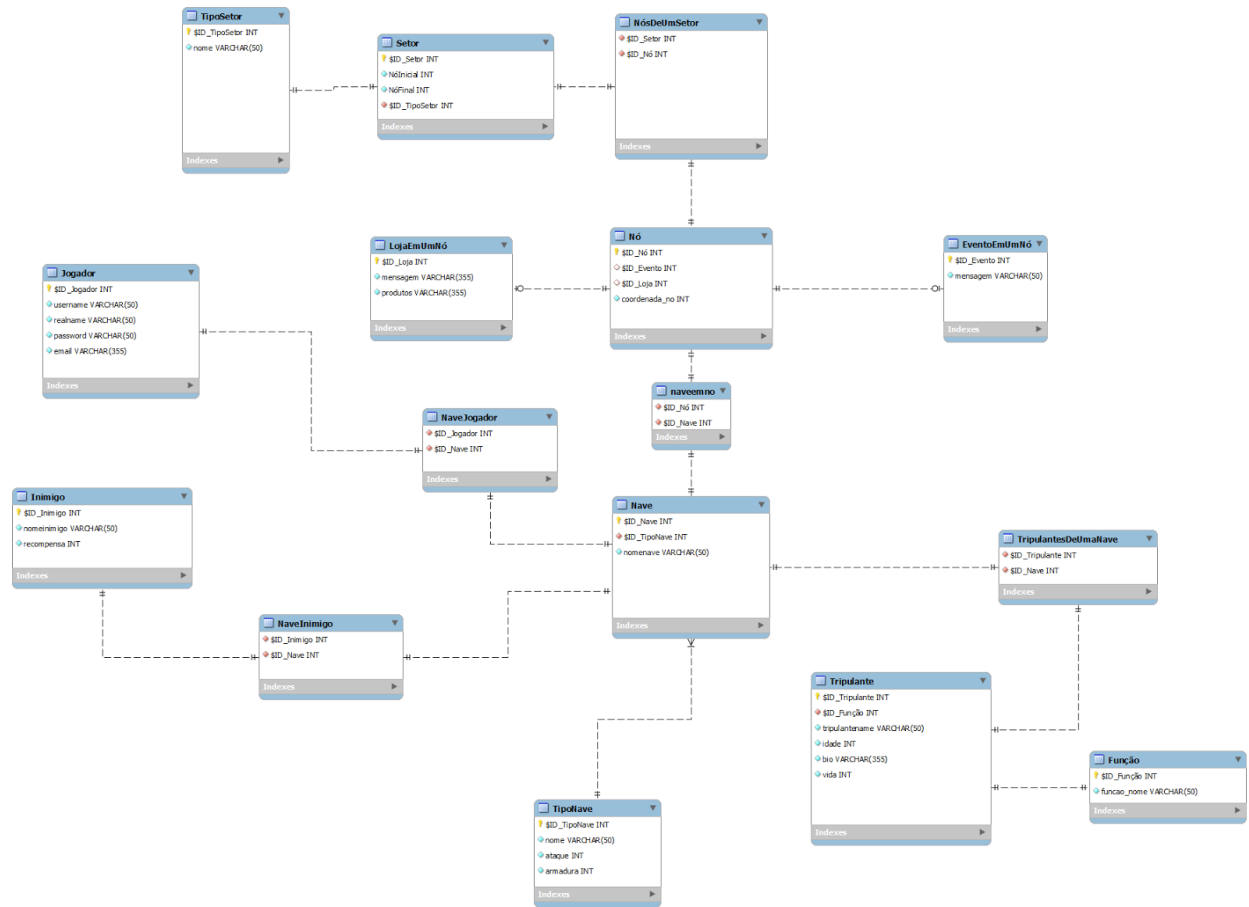 TipoSetor
$ID_TipoSetor INT
nome VARCHAR(50)
Indexes
Setor
$ID_Setor INT
NóInicial INT
NóFinal INT
$ID_TipoSetor INT
Indexes
NósDeUmSetor
$ID_Setor INT
$ID_Nó INT
Indexes
LojaEmUmNó
$ID_Loja INT
mensagem VARCHAR(355)
produtos VARCHAR(355)
Indexes
Nó
$ID_Nó INT
$ID_Evento INT
$ID_Loja INT
coordenada_no INT
Indexes
EventoEmUmNó
$ID_Evento INT
mensagem VARCHAR(50)
Indexes
Jogador
$ID_Jogador INT
username VARCHAR(50)
realname VARCHAR(50)
password VARCHAR(50)
email VARCHAR(355)
Indexes
naveemno
$ID_Nó INT
$ID_Nave INT
Indexes
NaveJogador
$ID_Jogador INT
$ID_Nave INT
Indexes
Inimigo
$ID_Inimigo INT
nomeinimigo VARCHAR(50)
recompensa INT
Indexes
Nave
$ID_Nave INT
$ID_TipoNave INT
nomenave VARCHAR(50)
Indexes
TripulantesDeUmaNave
$ID_Tripulante INT
$ID_Nave INT
Indexes
NaveInimigo
$ID_Inimigo INT
$ID_Nave INT
Indexes
Tripulante
$ID_Tripulante INT
$ID_Função INT
tripulantename VARCHAR(50)
idade INT
bio VARCHAR(355)
vida INT
Indexes
Função
$ID_Função INT
funcao_nome VARCHAR(50)
Indexes
TipoNave
$ID_TipoNave INT
nome VARCHAR(50)
ataque INT
armadura INT
Indexes